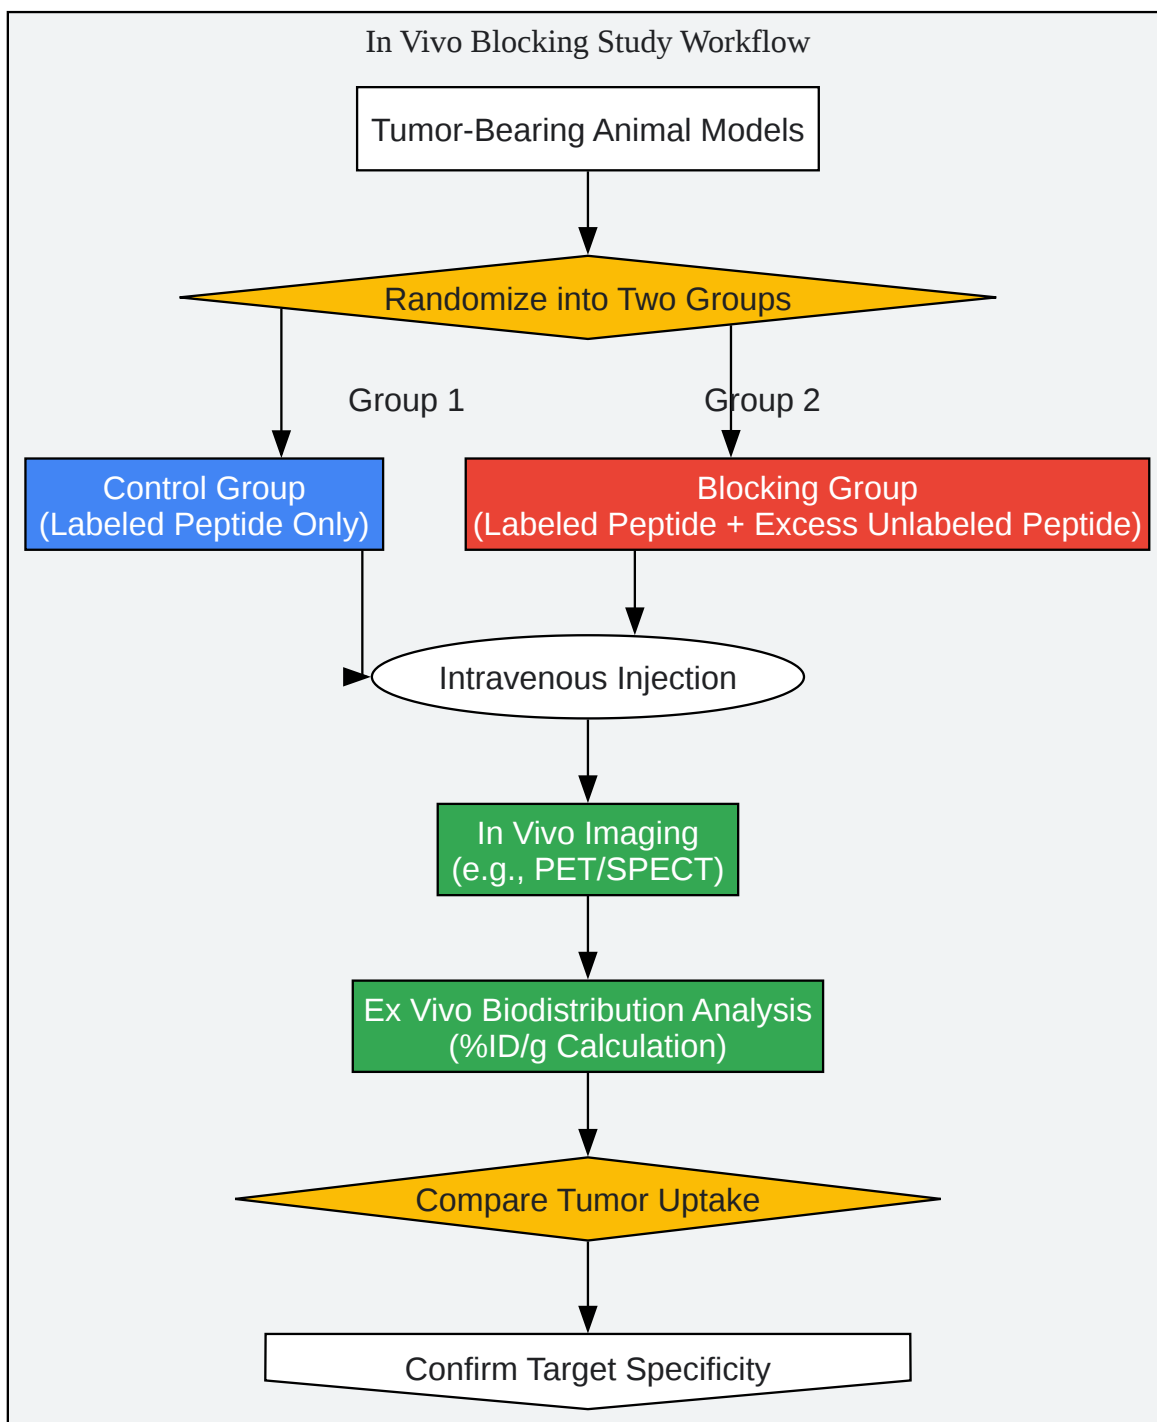 In Vivo Blocking Study Workflow
Tumor-Bearing Animal Models
Randomize into Two Groups
Group 1
Group 2
Control Group
(Labeled Peptide Only)
Blocking Group
(Labeled Peptide + Excess Unlabeled Peptide)
Intravenous Injection
In Vivo Imaging
(e.g., PET/SPECT)
Ex Vivo Biodistribution Analysis
(%ID/g Calculation)
Compare Tumor Uptake
Confirm Target Specificity